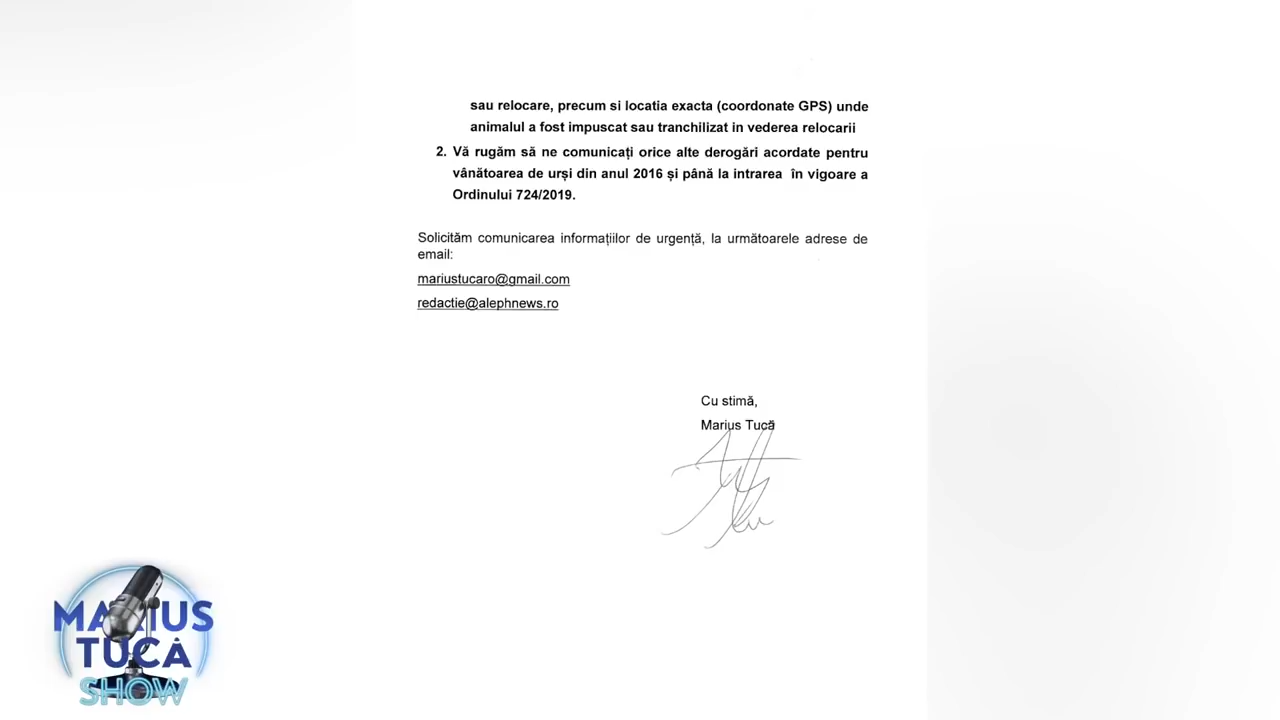 sau relocare, precum si locatia exacta (coordonate GPS) unde
animalul a fost impuscat sau tranchilizat in vederea relocarii
2. Vă rugăm să ne comunicați orice alte derogări acordate pentru
vânătoarea de urși din anul 2016 și până la intrarea în vigoare a
Ordinului 724/2019.
Solicităm comunicarea informațiilor de urgență, la următoarele adrese de
email:
mariustucaro@gmail.com
redactie@alephnews.ro
Cu stimă,
Marius Tucă
MARIUS
TUCĂ
SHOW